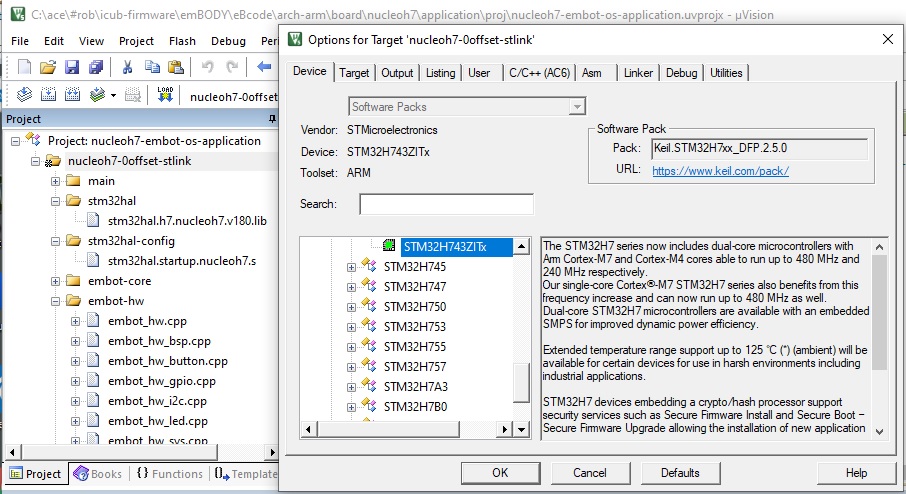 C:\ace\#rob\icub-firmware\emBODY\eBcode\arch-arm\board\nucleoh7\application\proj\nucleoh7-embot-os-application.uvprojx - µVision
File Edit View Project Flash Debug Per
LOAD
nucleoh7-0offset
Project
Project: nucleoh7-embot-os-application
nucleoh7-0offset-stlink
main
stm32hal
stm32hal.h7.nucleoh7.v180.lib
stm32hal-config
stm32hal.startup.nucleoh7.s
embot-core
embot-hw
embot_hw.cpp
embot_hw_bsp.cpp
embot_hw_button.cpp
embot_hw_gpio.cpp
embot_hw_i2c.cpp
embot_hw_led.cpp
embot_hw_sys.cpp
Project Books {} Functions 0 Template
Options for Target 'nucleoh7-0offset-stlink'
Device Target Output Listing User C/C++ (AC6) Asm Linker Debug Utilities
Software Packs
Vendor: STMicroelectronics
Device: STM32H743ZITx
Toolset: ARM
Search:
Software Pack
Pack: Keil.STM32H7xx_DFP.2.5.0
URL: https://www.keil.com/pack/
STM32H743ZITx
STM32H745
STM32H747
STM32H750
STM32H753
STM32H755
STM32H757
STM32H7A3
STM32H7B0
The STM32H7 series now includes dual-core microcontrollers with
Arm Cortex-M7 and Cortex-M4 cores able to run up to 480 MHz and
240 MHz respectively.
Our single-core Cortex®-M7 STM32H7 series also benefits from this
frequency increase and can now run up to 480 MHz as well.
Dual-core STM32H7 microcontrollers are available with an embedded
SMPS for improved dynamic power efficiency.
Extended temperature range support up to 125 °C (*) (ambient) will be
available for certain devices for use in harsh environments including
industrial applications.
STM32H7 devices embedding a crypto/hash processor support
security services such as Secure Firmware Install and Secure Boot –
Secure Firmware Upgrade allowing the installation of new application
OK Cancel Defaults Help